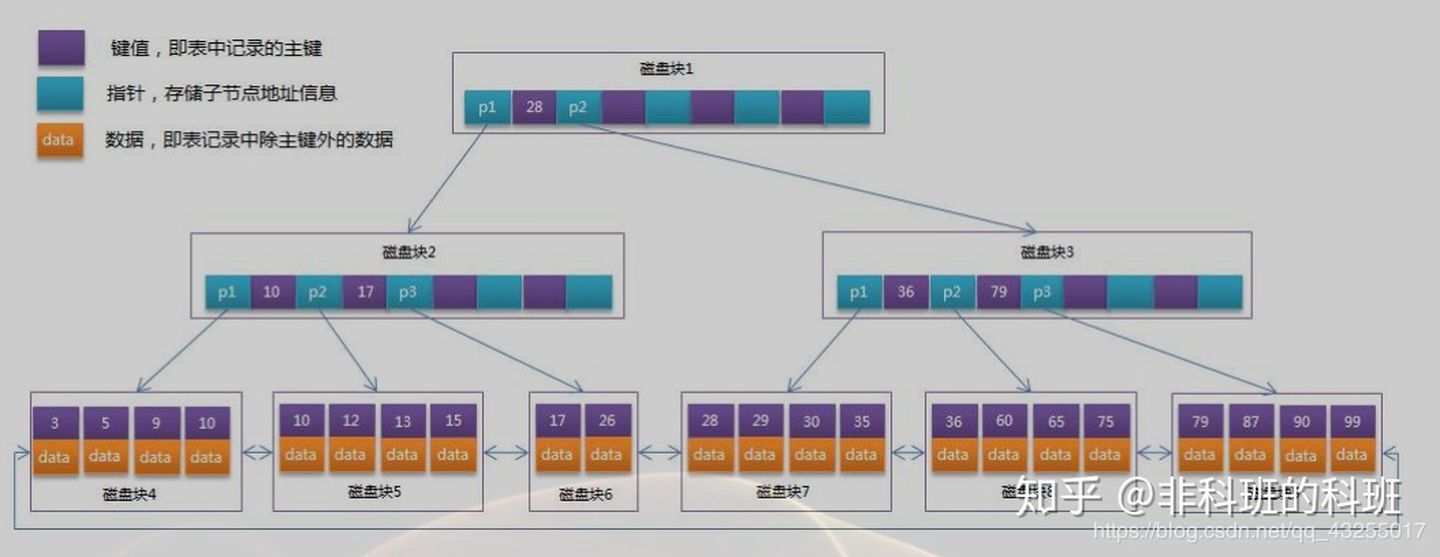 键值，即表中记录的主键
指针，存储子节点地址信息
data 数据，即表记录中除主键外的数据
磁盘块1
p1 28 p2
磁盘块2
p1 10 p2 17 p3
磁盘块3
p1 36 p2 79 p3
3 5 9 10
data data data data
磁盘块4
10 12 13 15
data data data data
磁盘块5
17 26
data data
磁盘块6
28 29 30 35
data data data data
磁盘块7
36 60 65 75
data data data data
79 87 90 99
data data data data
知乎 @非科班的科班
https://blog.csdn.net/qq_43255017